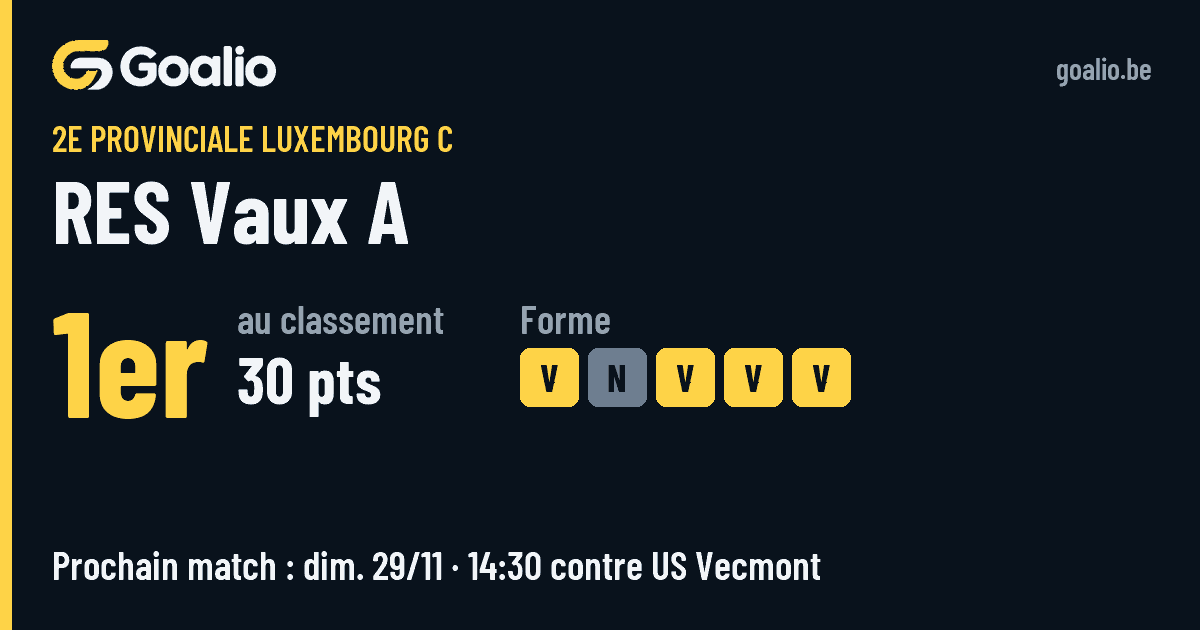 Goalio
goalio.be
2E PROVINCIALE LUXEMBOURG C
RES Vaux A
1er
au classement
30 pts
Forme
V N V V V
Prochain match : dim. 29/11 · 14:30 contre US Vecmont